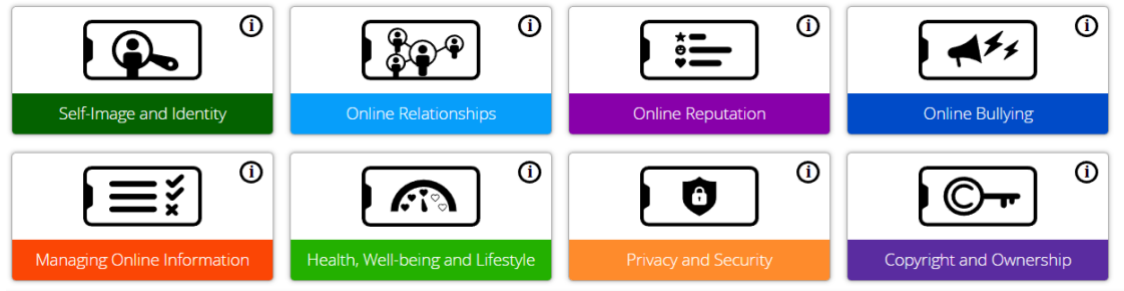 Self-Image and Identity
Online Relationships
Online Reputation
Online Bullying
Managing Online Information
Health, Well-being and Lifestyle
Privacy and Security
Copyright and Ownership